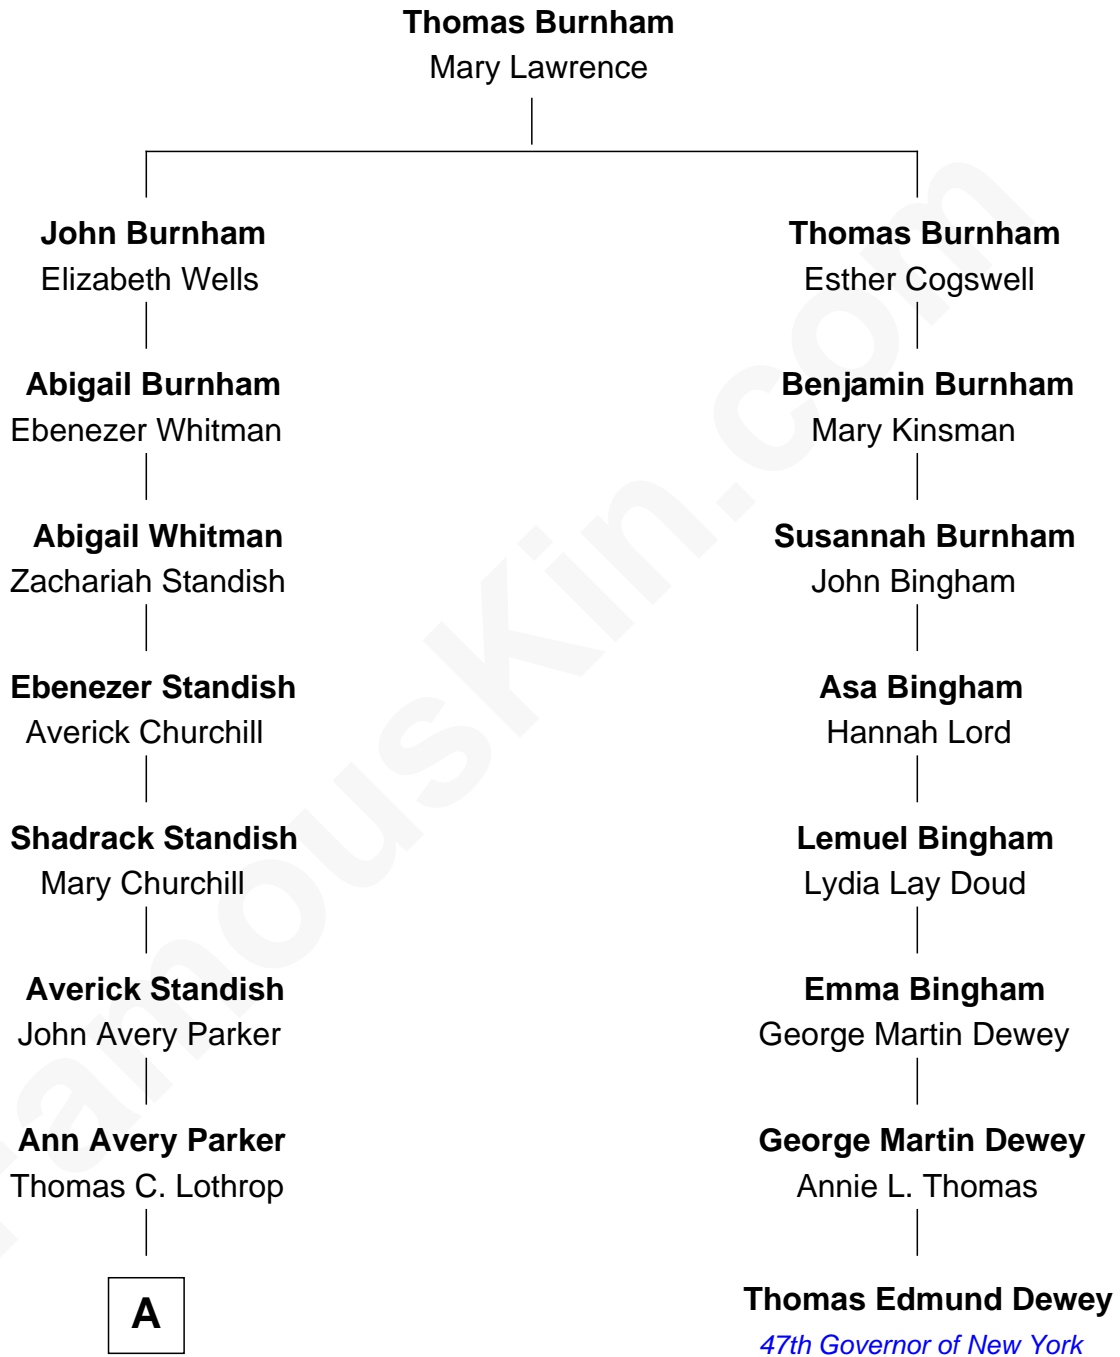 Thomas Burnham
Mary Lawrence
John Burnham
Elizabeth Wells
Abigail Burnham
Ebenezer Whitman
Abigail Whitman
Zachariah Standish
Ebenezer Standish
Averick Churchill
Shadrack Standish
Mary Churchill
Averick Standish
John Avery Parker
Ann Avery Parker
Thomas C. Lothrop
A
Thomas Burnham
Esther Cogswell
Benjamin Burnham
Mary Kinsman
Susannah Burnham
John Bingham
Asa Bingham
Hannah Lord
Lemuel Bingham
Lydia Lay Doud
Emma Bingham
George Martin Dewey
George Martin Dewey
Annie L. Thomas
Thomas Edmund Dewey
47th Governor of New York
FamousKin.com